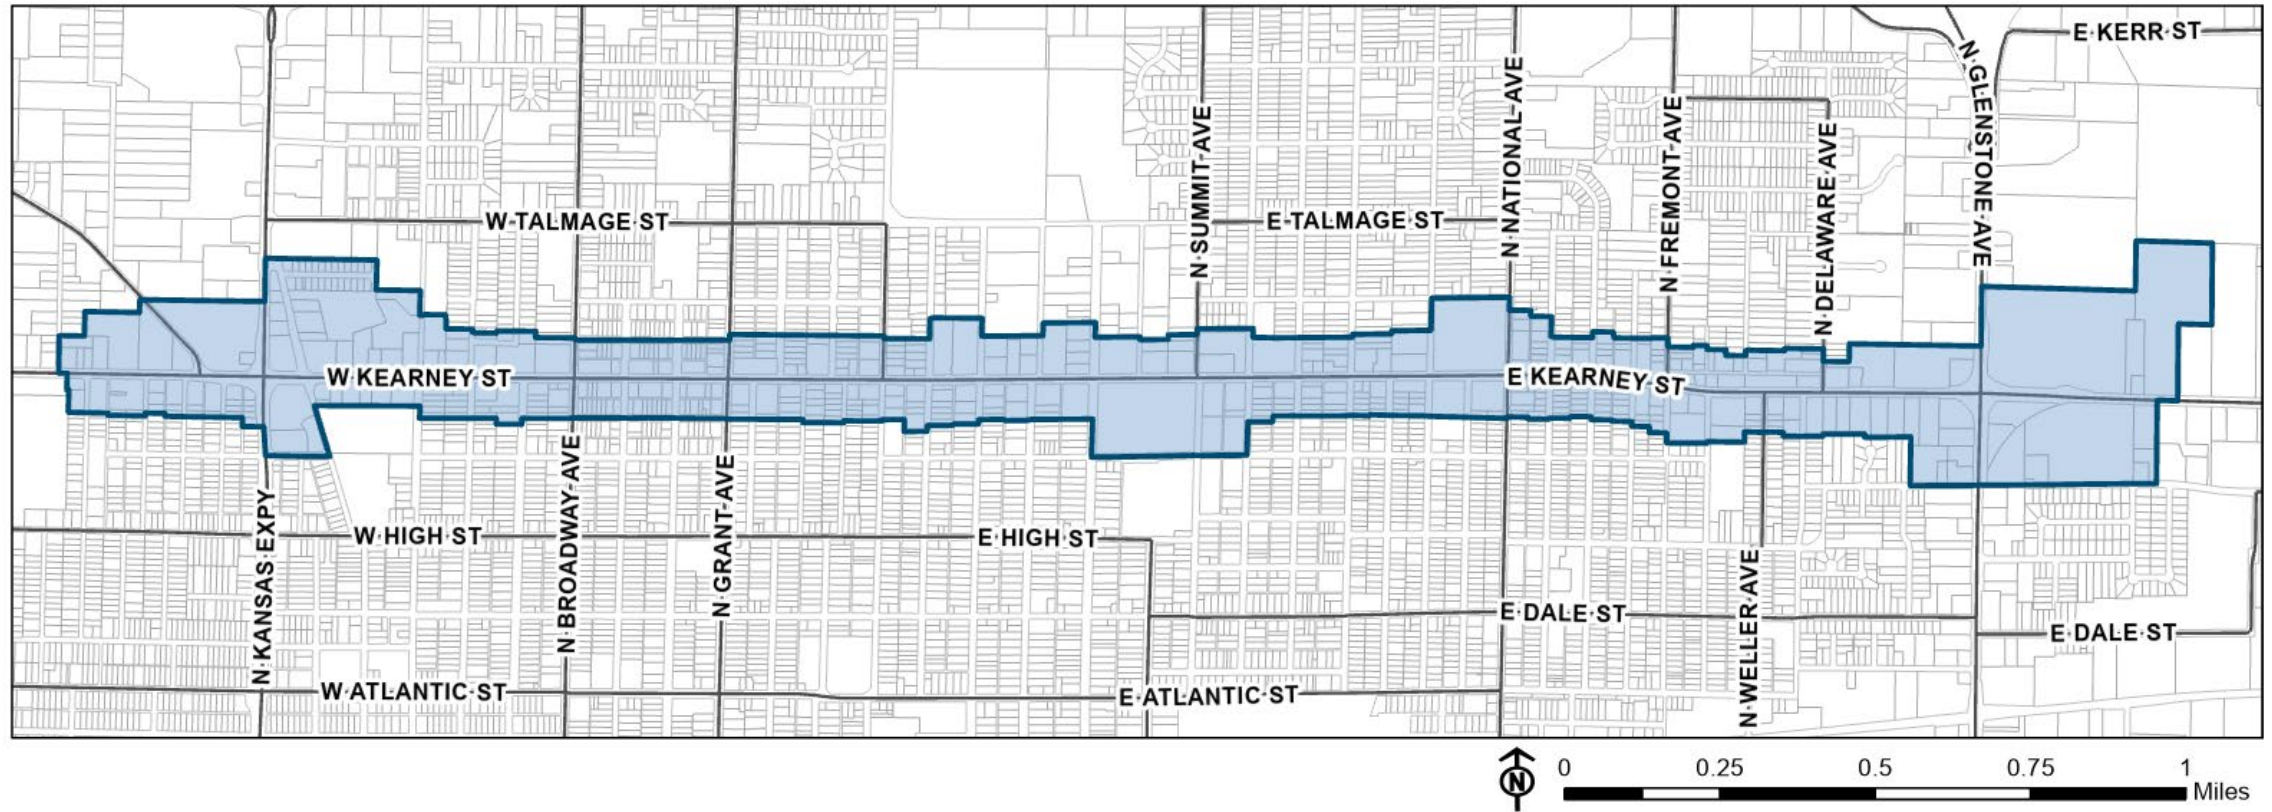 E KERR ST
N GLENSTONE AVE
N NATIONAL AVE
N FREMONT AVE
N SUMMIT AVE
N DELAWARE AVE
W TALMAGE ST
E TALMAGE ST
W KEARNEY ST
E KEARNEY ST
N KANSAS EXPY
N BROADWAY AVE
N GRANT AVE
W HIGH ST
E HIGH ST
N WELLER AVE
E DALE ST
E DALE ST
W ATLANTIC ST
E ATLANTIC ST
N
0 0.25 0.5 0.75 1
Miles